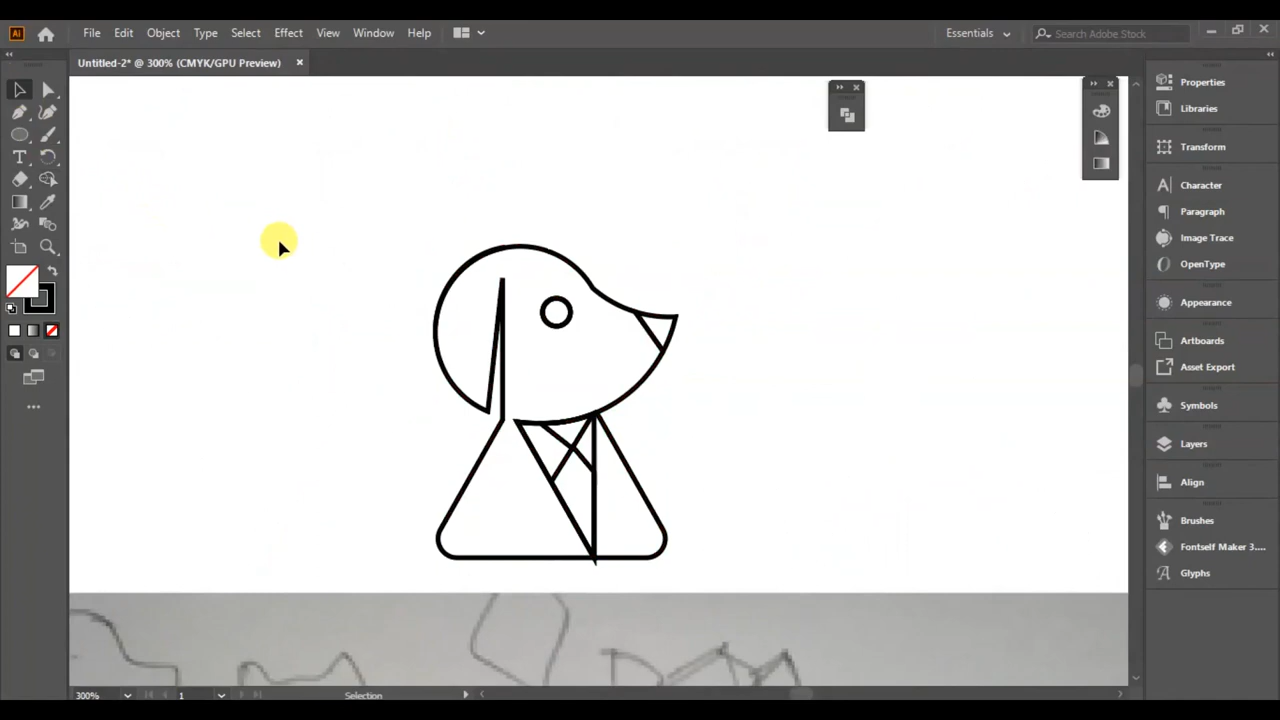 Ai File Edit Object Type Select Effect View Window Help Essentials Search Adobe Stock
Untitled-2* @ 300% (CMYK/GPU Preview)
Properties
Libraries
Transform
Character
Paragraph
Image Trace
OpenType
Appearance
Artboards
Asset Export
Symbols
Layers
Align
Brushes
Fontself Maker 3....
Glyphs
300% 1 Selection